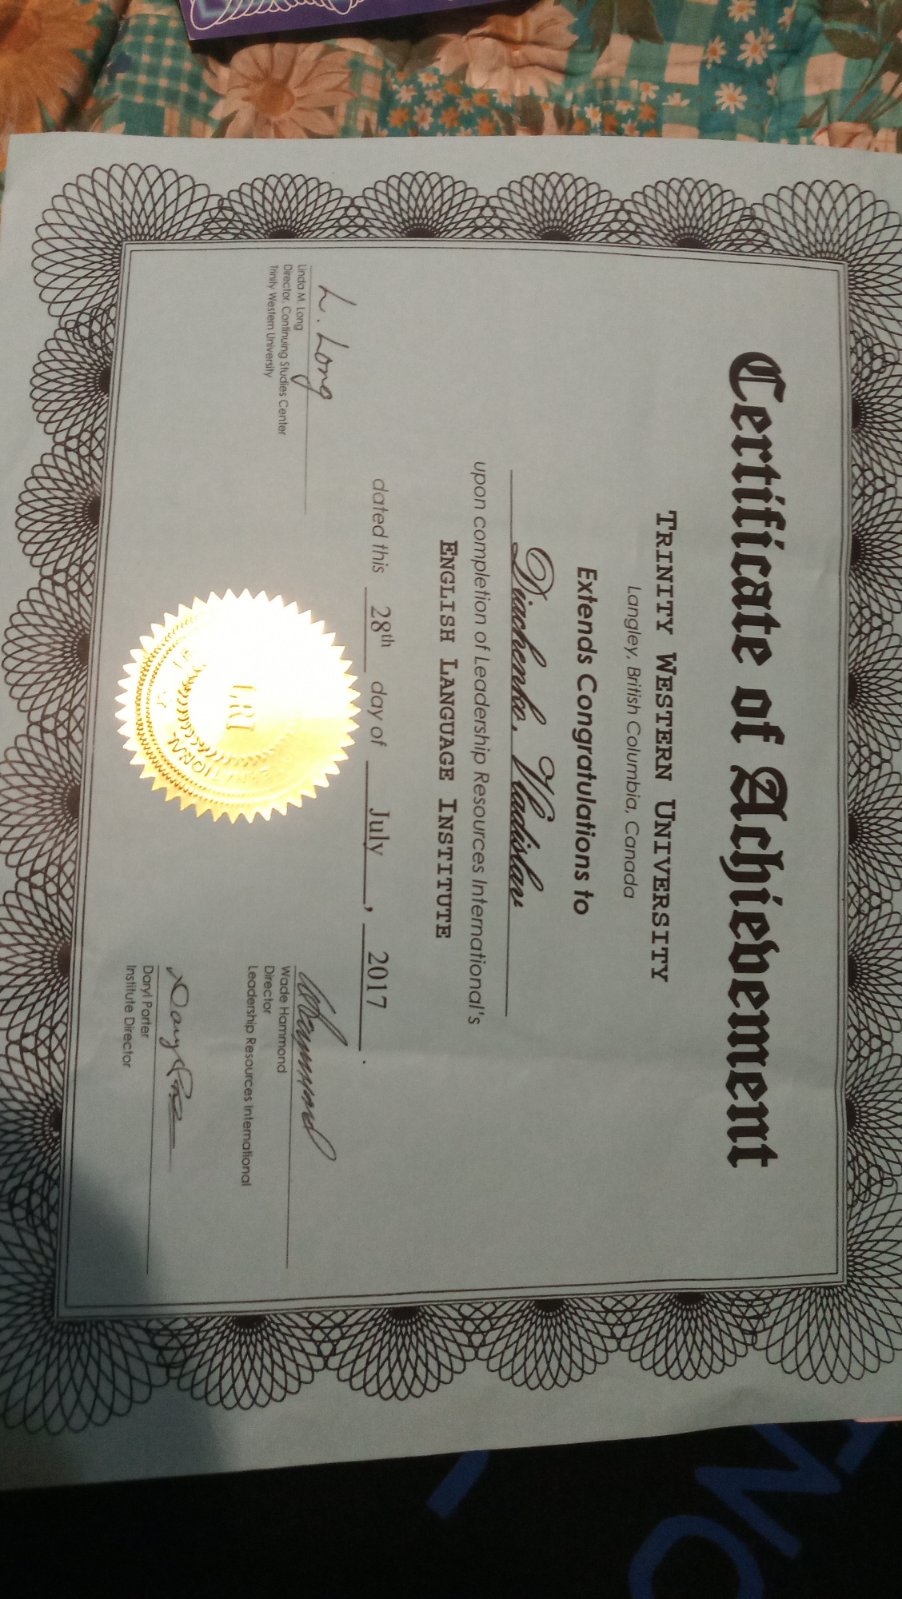 Certificate of Achievement
TRINITY WESTERN UNIVERSITY
Langley, British Columbia, Canada
Extends Congratulations to
Diachenko, Vladislav
upon completion of Leadership Resources International's
ENGLISH LANGUAGE INSTITUTE
dated this 28th day of July, 2017.
L. Long
Linda M. Long
Director, Continuing Studies Center
Trinity Western University
LRI
Wade Hammond
Director
Leadership Resources International
Daryl Porter
Institute Director